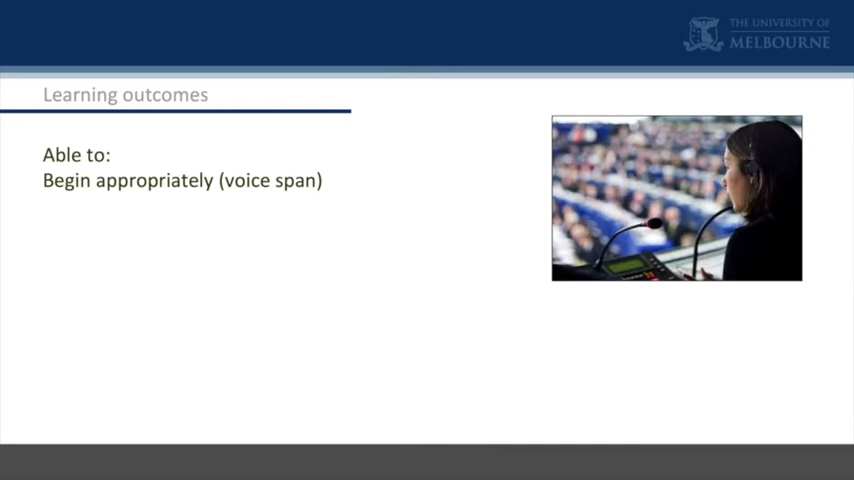 THE UNIVERSITY OF
MELBOURNE
Learning outcomes
Able to:
Begin appropriately (voice span)